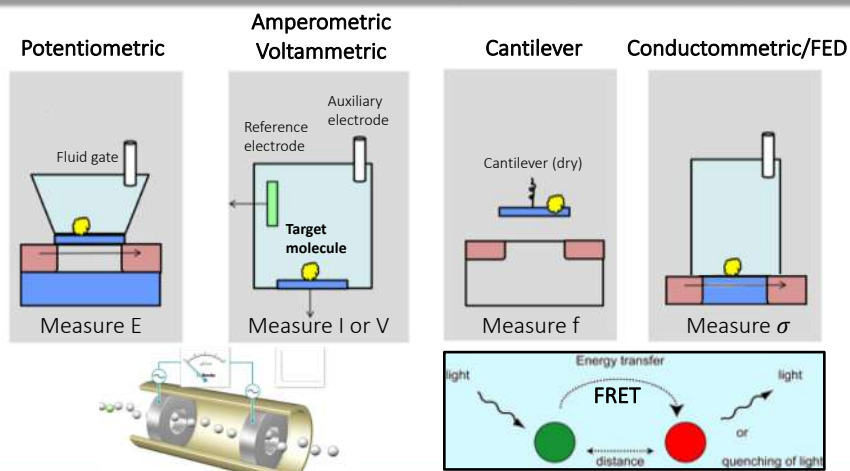 Potentiometric
Amperometric
Voltammetric
Cantilever
Conductommetric/FED
Fluid gate
Measure E
Auxiliary
electrode
Reference
electrode
Target
molecule
Measure I or V
Cantilever (dry)
Measure f
Measure σ
Energy transfer
light
FRET
light
or
distance
quenching of light